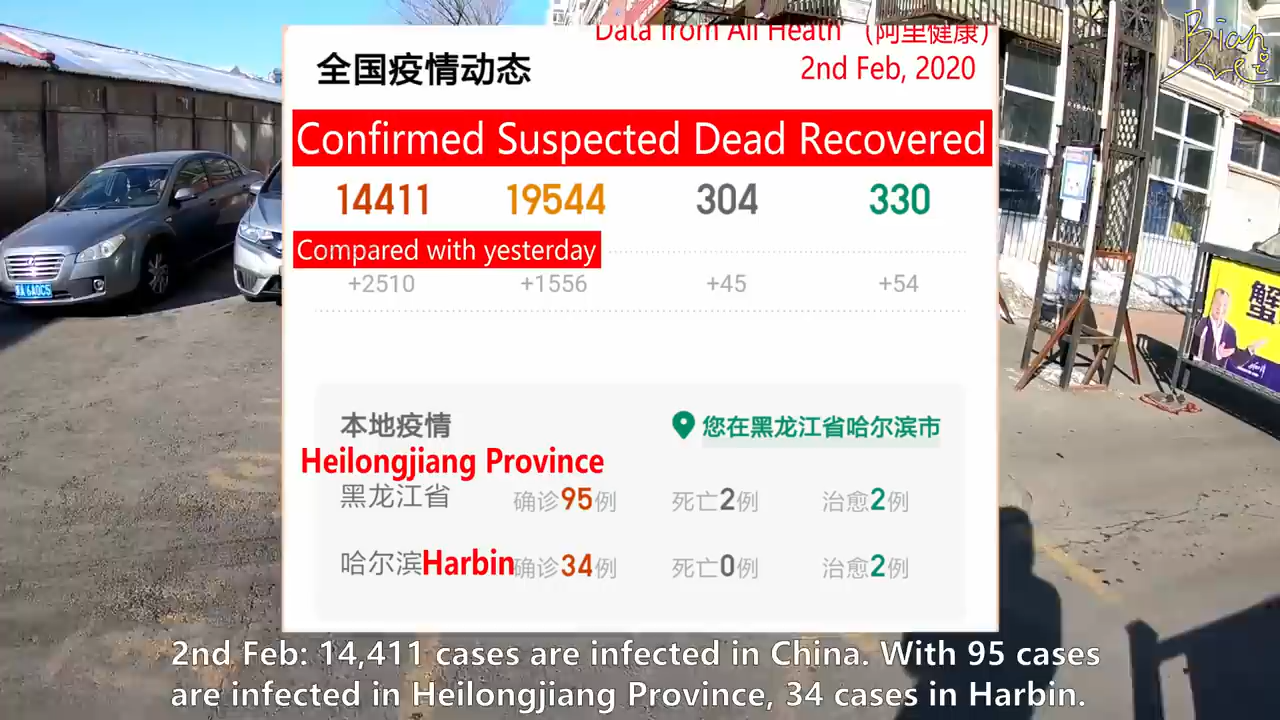 Data from Ali Heath （阿里健康）
2nd Feb, 2020
全国疫情动态
Confirmed Suspected Dead Recovered
14411 19544 304 330
Compared with yesterday
+2510 +1556 +45 +54
本地疫情 您在黑龙江省哈尔滨市
Heilongjiang Province
黑龙江省 确诊95例 死亡2例 治愈2例
哈尔滨Harbin确诊34例 死亡0例 治愈2例
蟹
2nd Feb: 14,411 cases are infected in China. With 95 cases
are infected in Heilongjiang Province, 34 cases in Harbin.